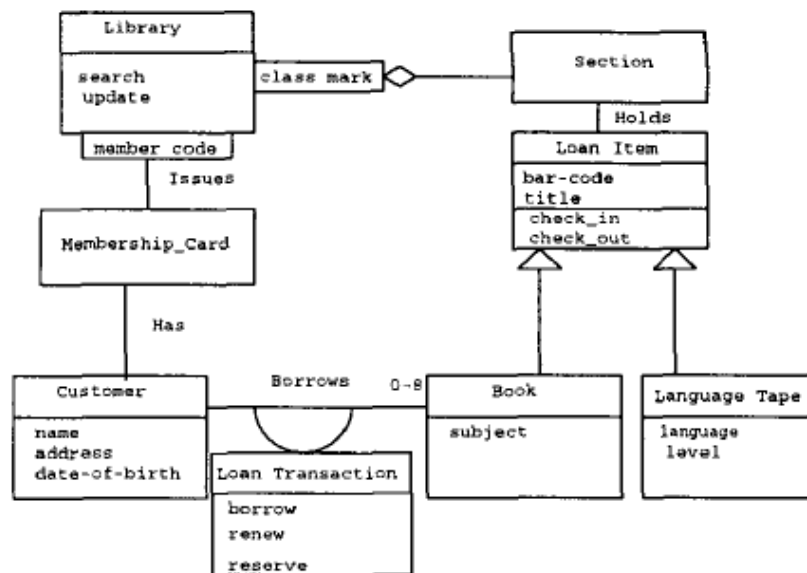 Library
search
update
class mark
member code
Issues
Membership_Card
Has
Section
Holds
Loan Item
bar-code
title
check_in
check_out
Customer
name
address
date-of-birth
Borrows
0-8
Loan Transaction
borrow
renew
reserve
Book
subject
Language Tape
language
level